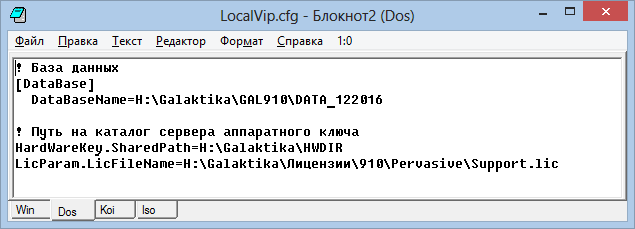 LocalVip.cfg - Блокнот2 (Dos)
Файл Правка Текст Редактор Формат Справка 1:0
! База данных
[DataBase]
DataBaseName=H:\Galaktika\GAL910\DATA_122016
! Путь на каталог сервера аппаратного ключа
HardWareKey.SharedPath=H:\Galaktika\HWDIR
LicParam.LicFileName=H:\Galaktika\Лицензии\910\Pervasive\Support.lic
Win Dos Koi Iso